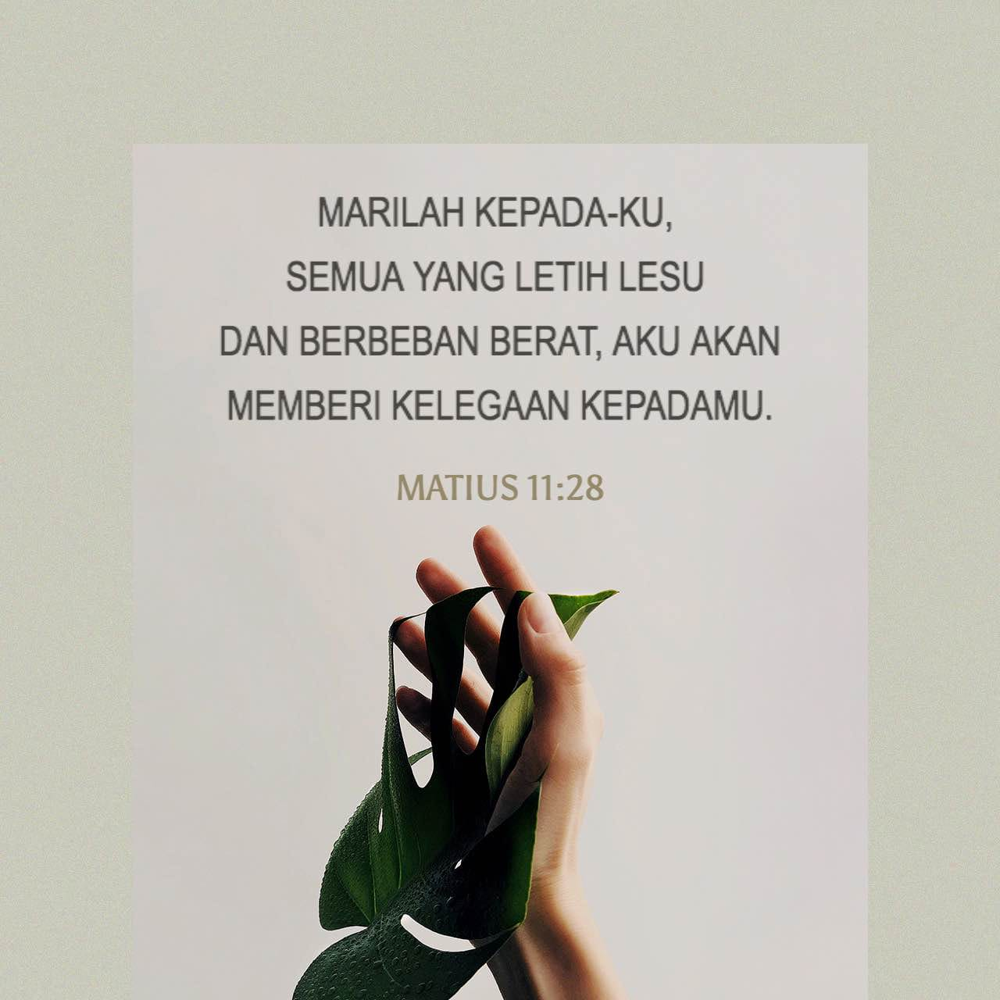 MARILAH KEPADA-KU,
SEMUA YANG LETIH LESU
DAN BERBEBAN BERAT, AKU AKAN
MEMBERI KELEGAAN KEPADAMU.
MATIUS 11:28